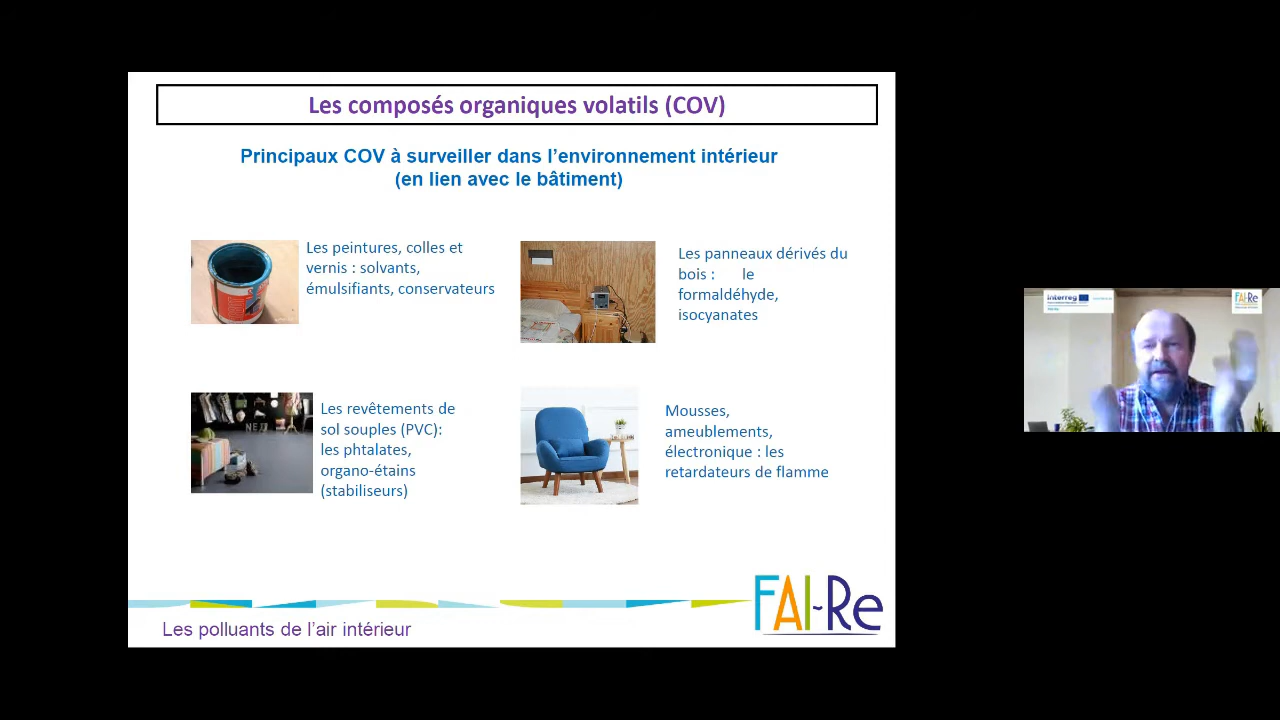 Les composés organiques volatils (COV)
Principaux COV à surveiller dans l'environnement intérieur
(en lien avec le bâtiment)
Les peintures, colles et
vernis : solvants,
émulsifiants, conservateurs
Les panneaux dérivés du
bois : le
formaldéhyde,
isocyanates
Les revêtements de
sol souples (PVC):
les phtalates,
organo-étains
(stabiliseurs)
Mousses,
ameublements,
électronique : les
retardateurs de flamme
Les polluants de l'air intérieur
FAI~Re
Interreg
FAI-Re